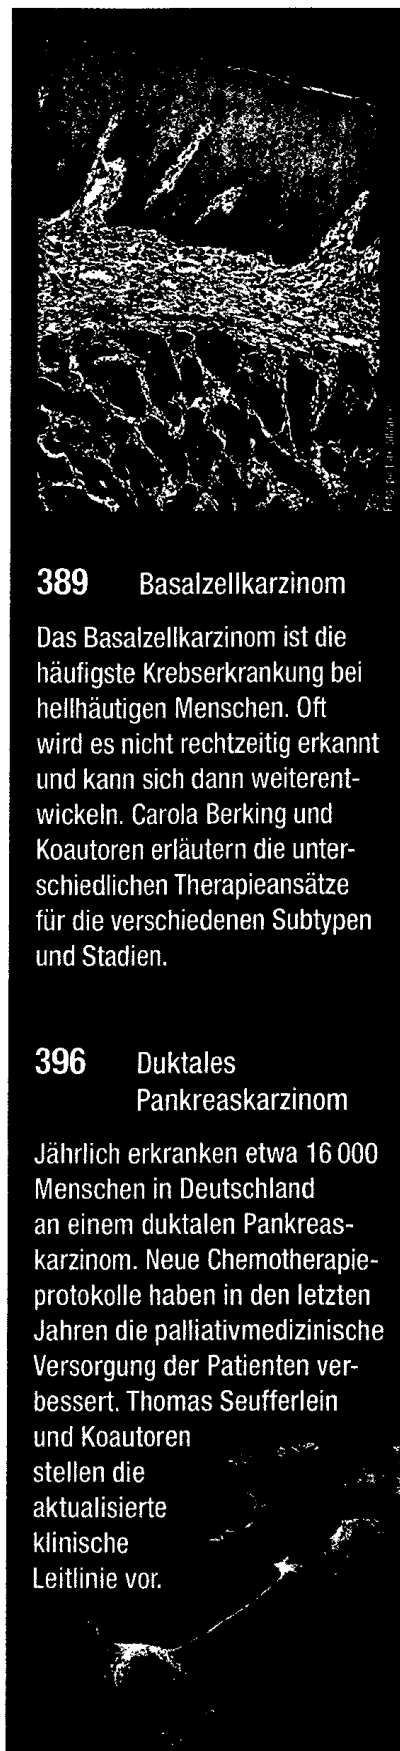 389 Basalzellkarzinom
Das Basalzellkarzinom ist die
häufigste Krebserkrankung bei
hellhäutigen Menschen. Oft
wird es nicht rechtzeitig erkannt
und kann sich dann weiterent-
wickeln. Carola Berking und
Koautoren erläutern die unter-
schiedlichen Therapieansätze
für die verschiedenen Subtypen
und Stadien.
396 Duktales
Pankreaskarzinom
Jährlich erkranken etwa 16 000
Menschen in Deutschland
an einem duktalen Pankreas-
karzinom. Neue Chemotherapie-
protokolle haben in den letzten
Jahren die palliativmedizinische
Versorgung der Patienten ver-
bessert. Thomas Seufferlein
und Koautoren
stellen die
aktualisierte
klinische
Leitlinie vor.